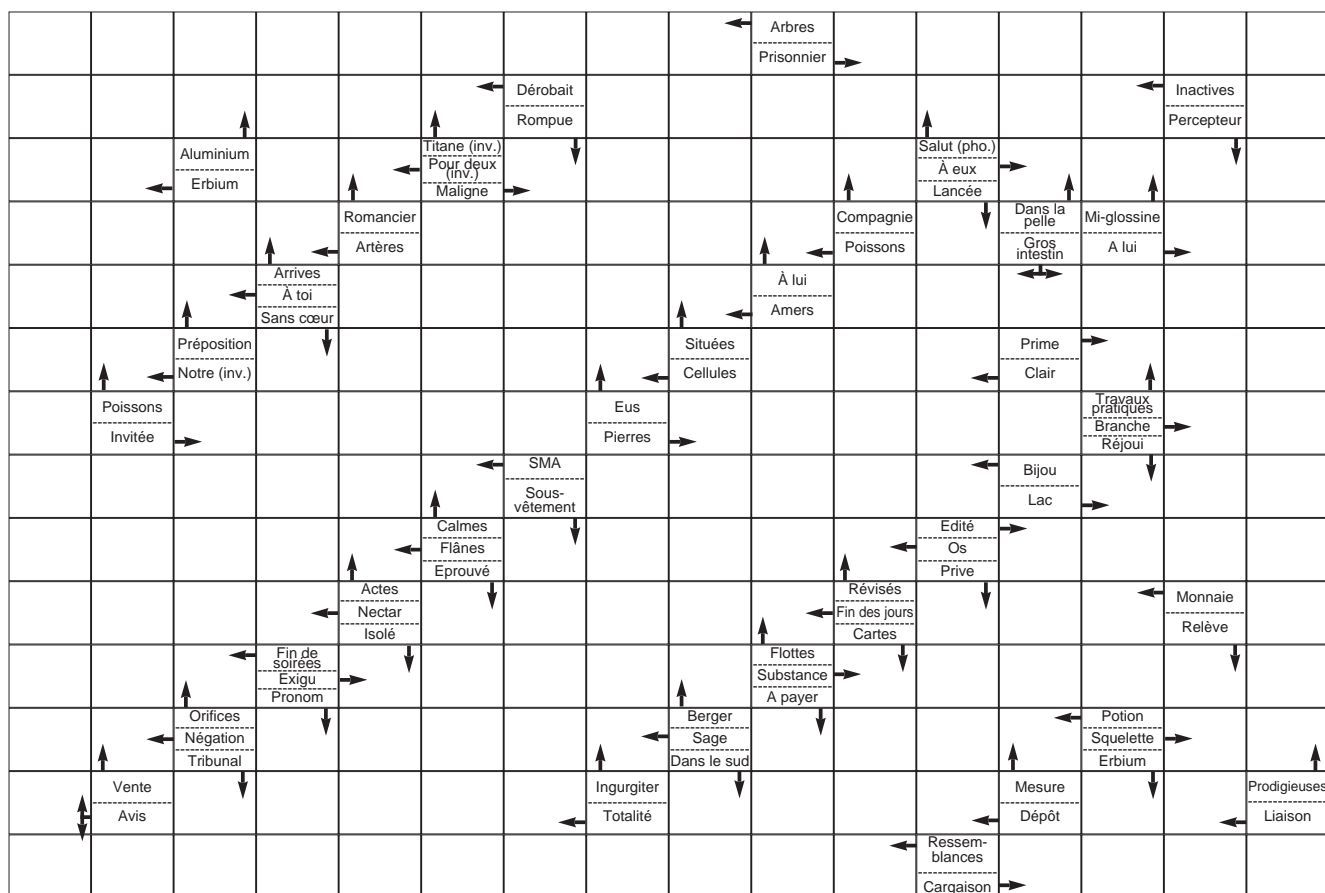 Arbres
Prisonnier
Dérobait
Rompue
Inactives
Percepteur
Aluminium
Erbium
Titane (inv.)
Pour deux
(inv.)
Maligne
Salut (pho.)
À eux
Lancée
Romancier
Artères
Compagnie
Poissons
Dans la
pelle
Gros
intestin
Mi-glossine
A lui
Arrives
À toi
Sans cœur
À lui
Amers
Préposition
Notre (inv.)
Situées
Cellules
Prime
Clair
Poissons
Invitée
Eus
Pierres
Travaux
pratiques
Branche
Réjoui
SMA
Sous-
vêtement
Bijou
Lac
Calmes
Flânes
Eprouvé
Edité
Os
Prive
Actes
Nectar
Isolé
Révisés
Fin des jours
Cartes
Monnaie
Relève
Fin de
soirées
Exigu
Pronom
Flottes
Substance
A payer
Orifices
Négation
Tribunal
Berger
Sage
Dans le sud
Potion
Squelette
Erbium
Vente
Avis
Ingurgiter
Totalité
Mesure
Dépôt
Prodigieuses
Liaison
Ressem-
blances
Cargaison